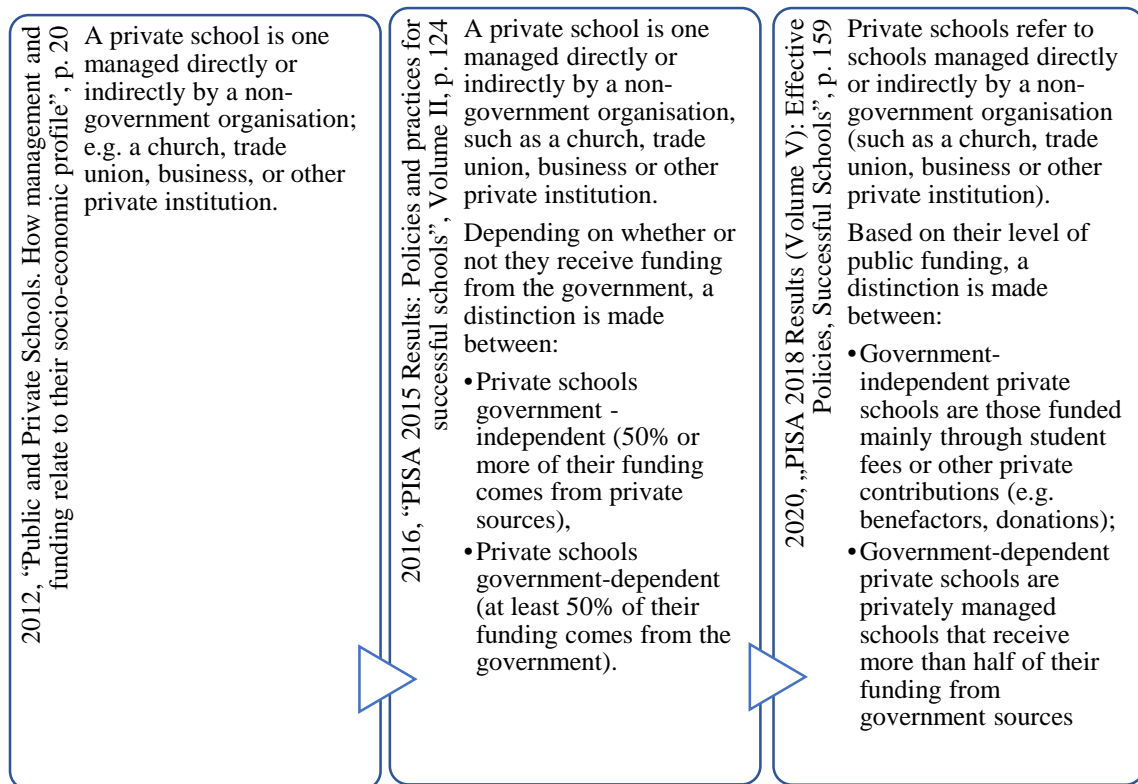 2012, “Public and Private Schools. How management and
funding relate to their socio-economic profile”, p. 20
A private school is one
managed directly or
indirectly by a non-
government organisation;
e.g. a church, trade
union, business, or other
private institution.
2016, “PISA 2015 Results: Policies and practices for
successful schools”, Volume II, p. 124
A private school is one
managed directly or
indirectly by a non-
government organisation,
such as a church, trade
union, business or other
private institution.
Depending on whether or
not they receive funding
from the government, a
distinction is made
between:
•Private schools
government -
independent (50% or
more of their funding
comes from private
sources),
•Private schools
government-dependent
(at least 50% of their
funding comes from the
government).
2020, „PISA 2018 Results (Volume V): Effective
Policies, Successful Schools”, p. 159
Private schools refer to
schools managed directly
or indirectly by a non-
government organisation
(such as a church, trade
union, business or other
private institution).
Based on their level of
public funding, a
distinction is made
between:
•Government-
independent private
schools are those funded
mainly through student
fees or other private
contributions (e.g.
benefactors, donations);
•Government-dependent
private schools are
privately managed
schools that receive
more than half of their
funding from
government sources